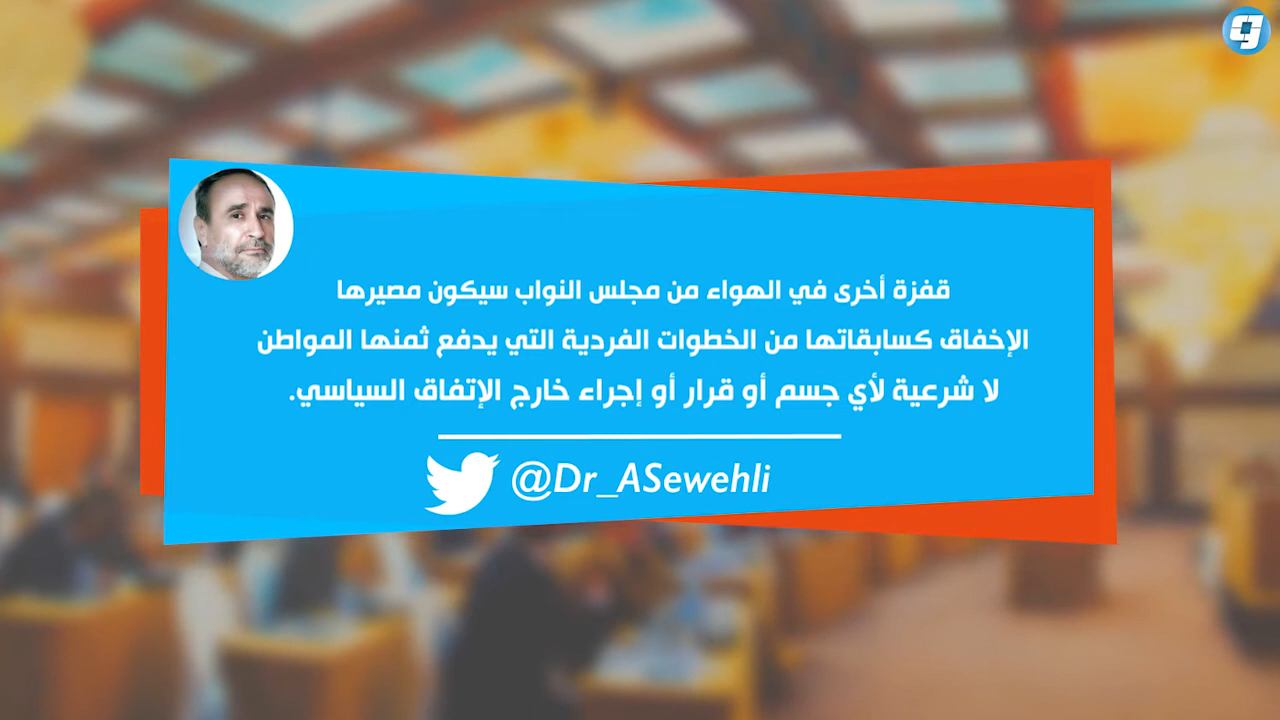 قفزة أخرى في الهواء من مجلس النواب سيكون مصيرها
الإخفاق كسابقاتها من الخطوات الفردية التي يدفع ثمنها المواطن
لا شرعية لأي جسم أو قرار أو إجراء خارج الإتفاق السياسي.
@Dr_ASewehli